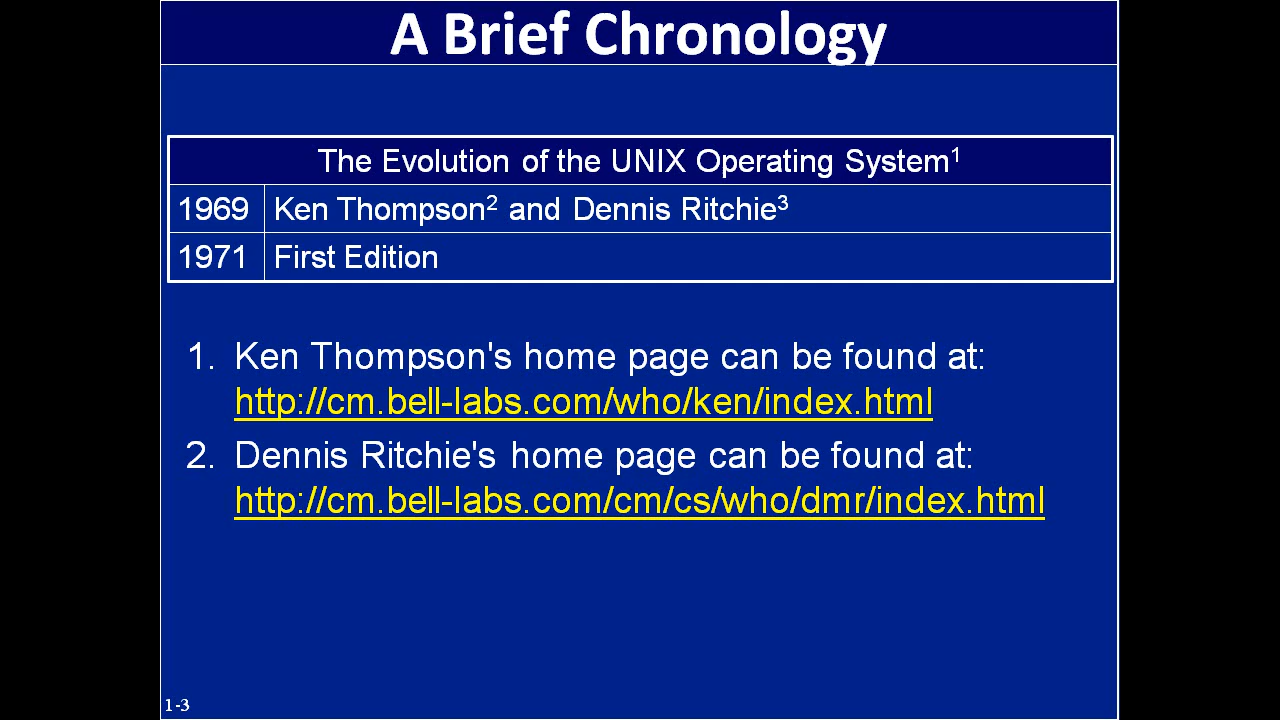 A Brief Chronology
The Evolution of the UNIX Operating System¹
1969 Ken Thompson² and Dennis Ritchie³
1971 First Edition
1. Ken Thompson's home page can be found at:
http://cm.bell-labs.com/who/ken/index.html
2. Dennis Ritchie's home page can be found at:
http://cm.bell-labs.com/cm/cs/who/dmr/index.html
1-3